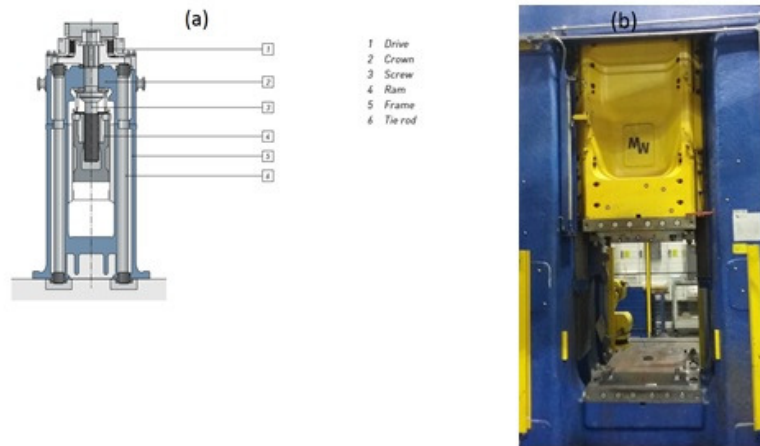 (a)
(b)
1
2
3
4
5
6
1 Drive
2 Crown
3 Screw
4 Ram
5 Frame
6 Tie rod
MW